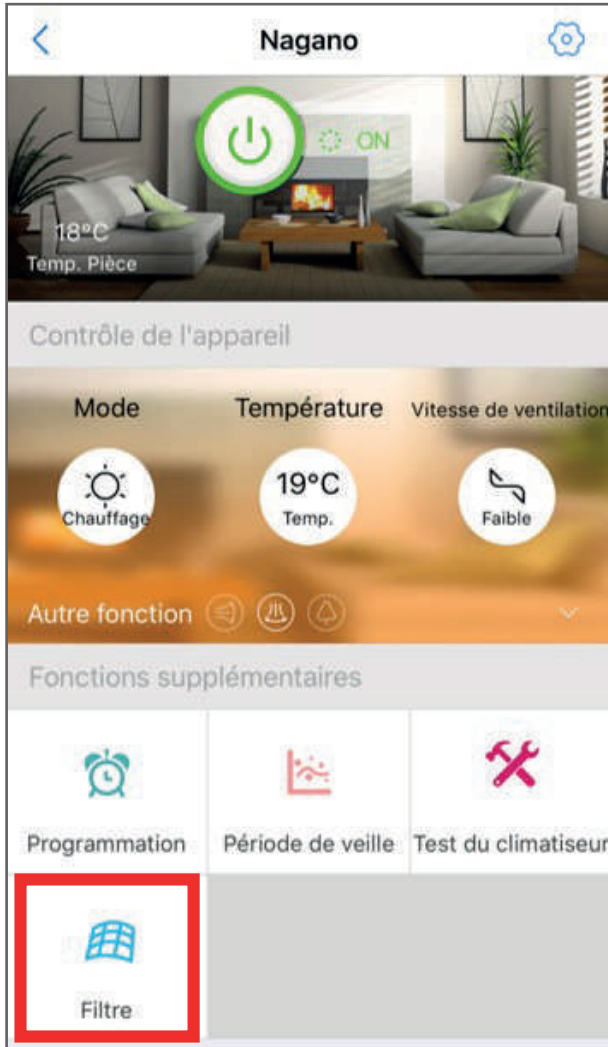 Nagano
ON
18°C
Temp. Pièce
Contrôle de l'appareil
Mode Température Vitesse de ventilation
Chauffage 19°C Temp. Faible
Autre fonction
Fonctions supplémentaires
Programmation Période de veille Test du climatiseur
Filtre